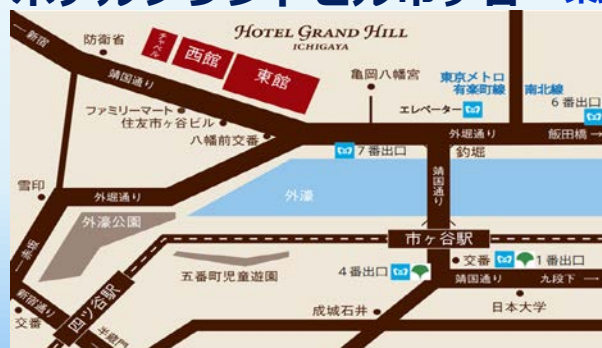 ホテルグランドヒル市ヶ谷
HOTEL GRAND HILL
ICHIGAYA
←新宿
防衛省
チャペル
西館
東館
靖国通り
亀岡八幡宮
東京メトロ
有楽町線
南北線
エレベーター
6番出口
ファミリーマート
住友市ヶ谷ビル
八幡前交番
外堀通り
飯田橋→
7番出口
釣堀
靖国通り
雪印
外堀通り
外濠
外濠公園
←赤坂
市ヶ谷駅
交番
1番出口
五番町児童遊園
4番出口
靖国通り
九段下→
四ツ谷駅
新宿通り
交番
半蔵門
成城石井
日本大学